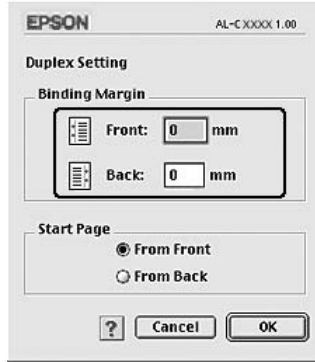 EPSON AL-C XXXX 1.00
Duplex Setting
Binding Margin
Front: 0 mm
Back: 0 mm
Start Page
From Front
From Back
? Cancel OK